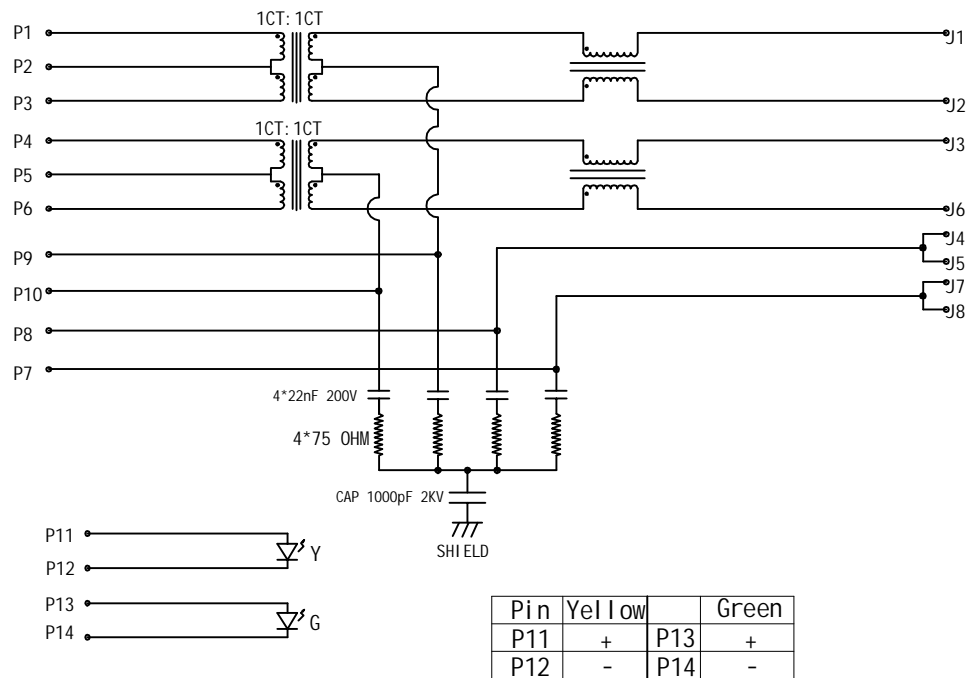 1CT: 1CT
P1
J1
P2
P3
J2
1CT: 1CT
P4
J3
P5
P6
J6
J4
P9
J5
J7
P10
J8
P8
P7
4*22nF 200V
4*75 OHM
CAP 1000pF 2KV
SHIELD
P11
Y
P12
P13
G
P14
Pin Yellow Green
P11 + P13 +
P12 - P14 -